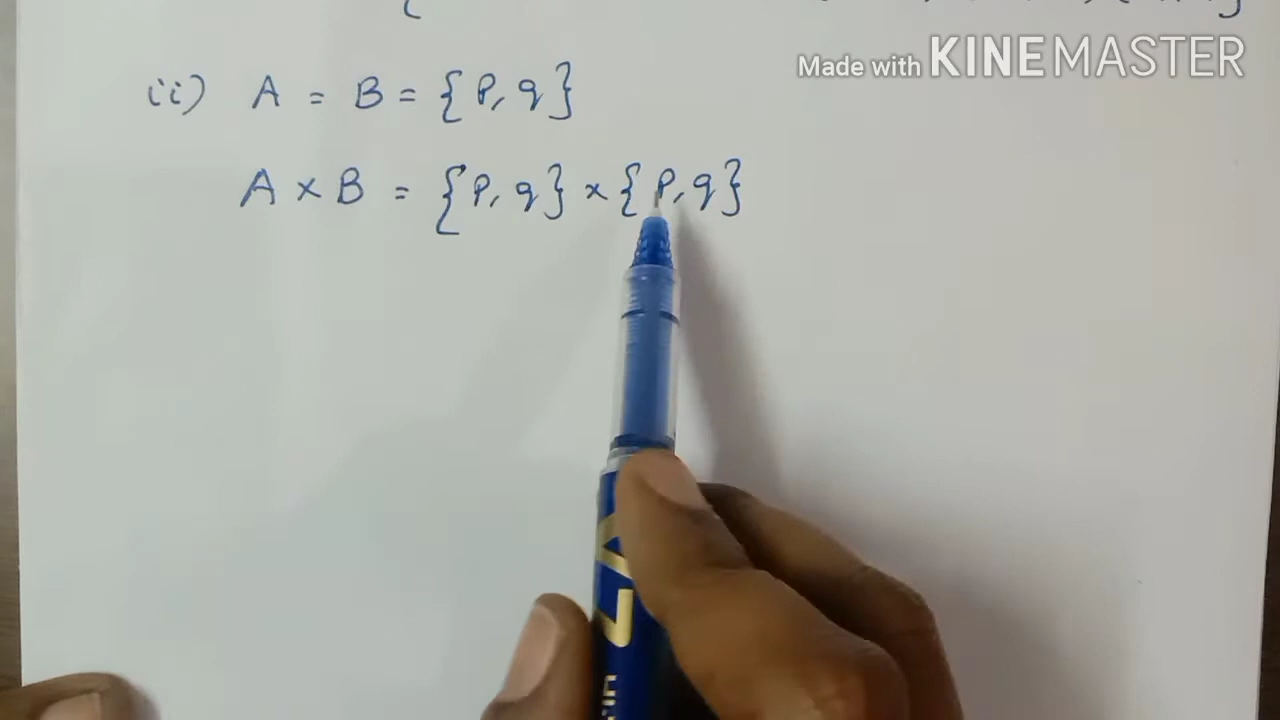 Made with KINEMASTER
ii) A = B = {P, q}
A × B = {P, q} × {P, q}